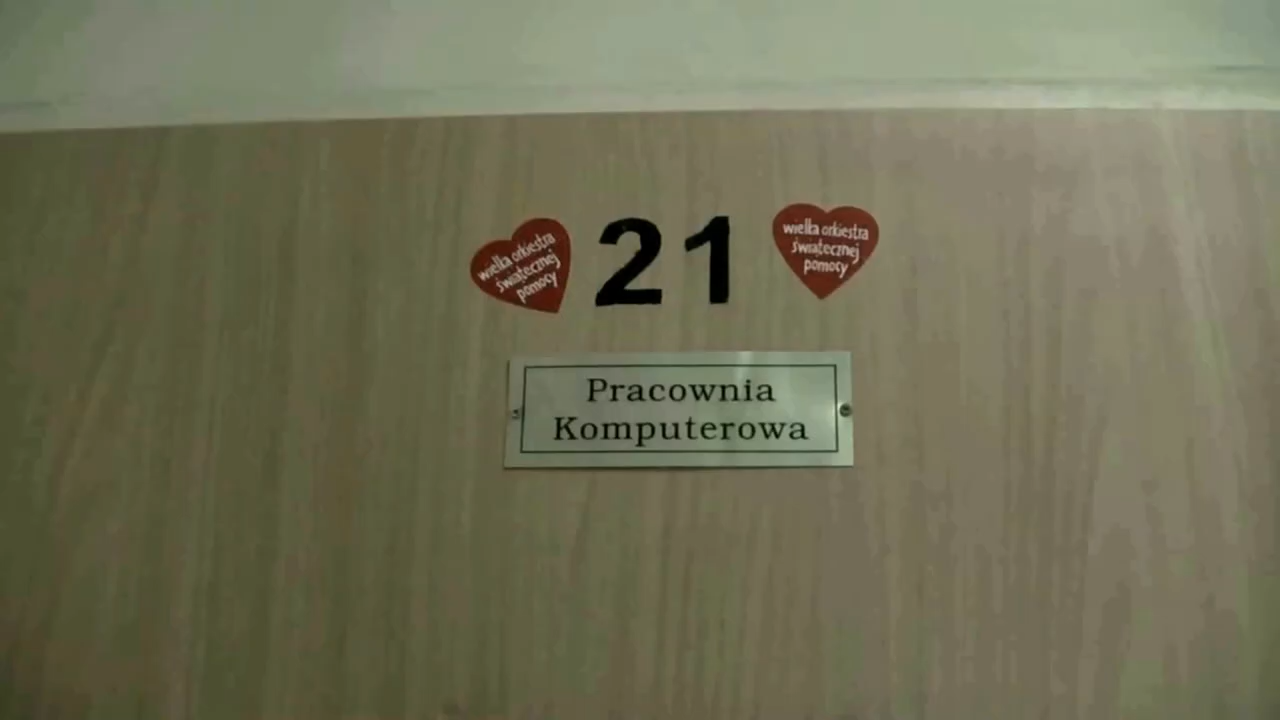 wielka orkiestra
świątecznej
pomocy
21
wielka orkiestra
świątecznej
pomocy
Pracownia
Komputerowa